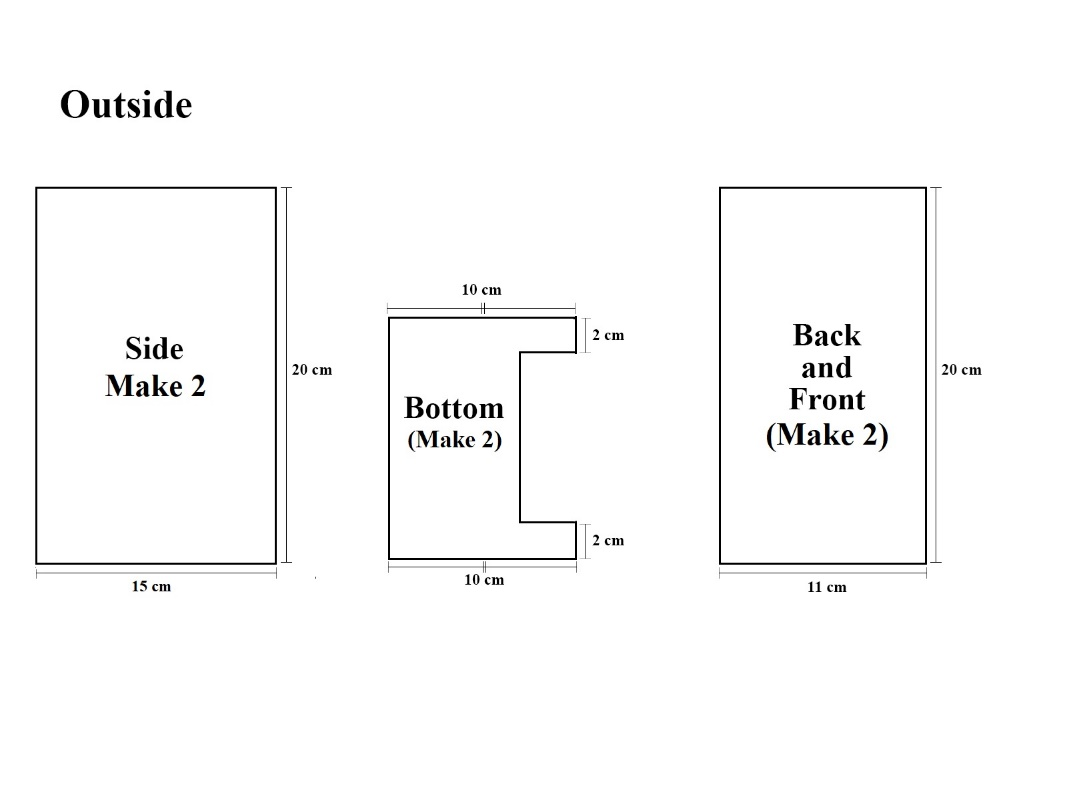 Outside
Side
Make 2
20 cm
15 cm
10 cm
2 cm
Bottom
(Make 2)
2 cm
10 cm
Back
and
Front
(Make 2)
20 cm
11 cm